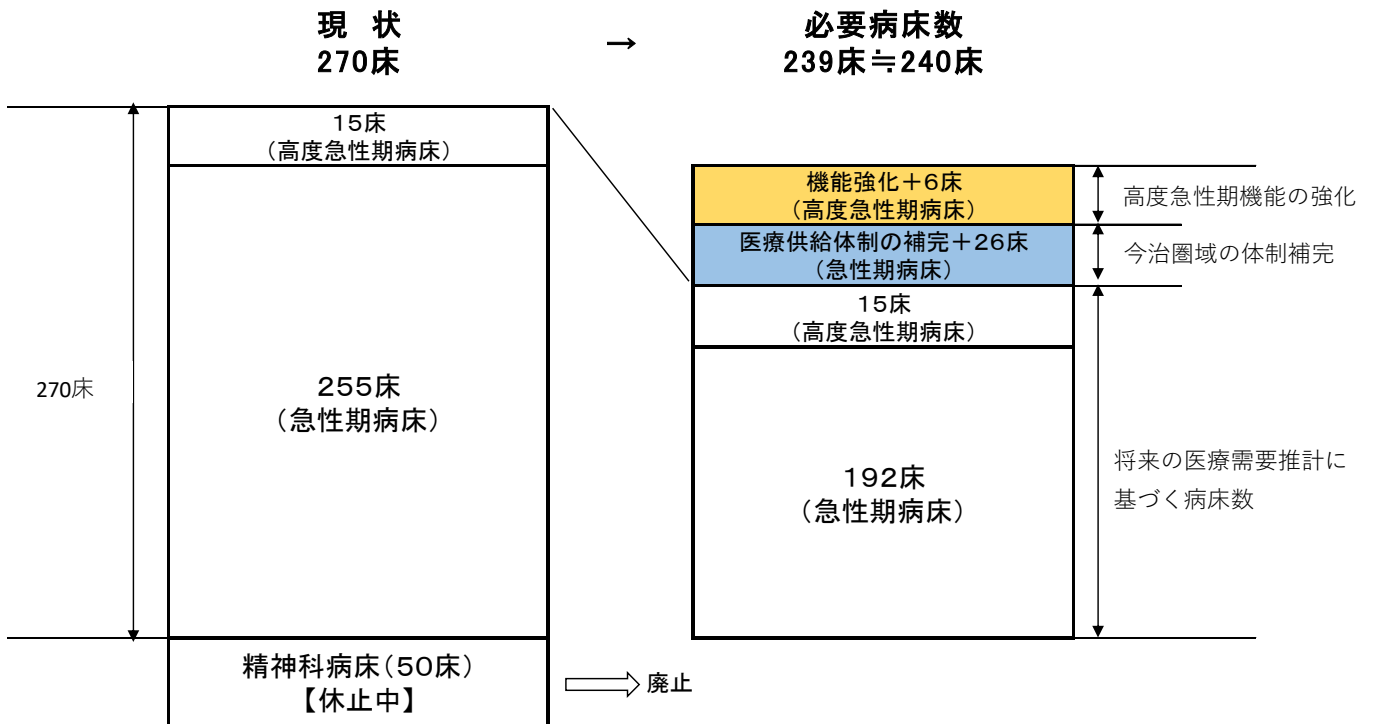 現 状
270床
→
必要病床数
239床≒240床
15床
（高度急性期病床）
255床
（急性期病床）
270床
精神科病床（50床）
【休止中】
廃止
機能強化＋6床
（高度急性期病床）
医療供給体制の補完＋26床
（急性期病床）
15床
（高度急性期病床）
192床
（急性期病床）
高度急性期機能の強化
今治圏域の体制補完
将来の医療需要推計に
基づく病床数